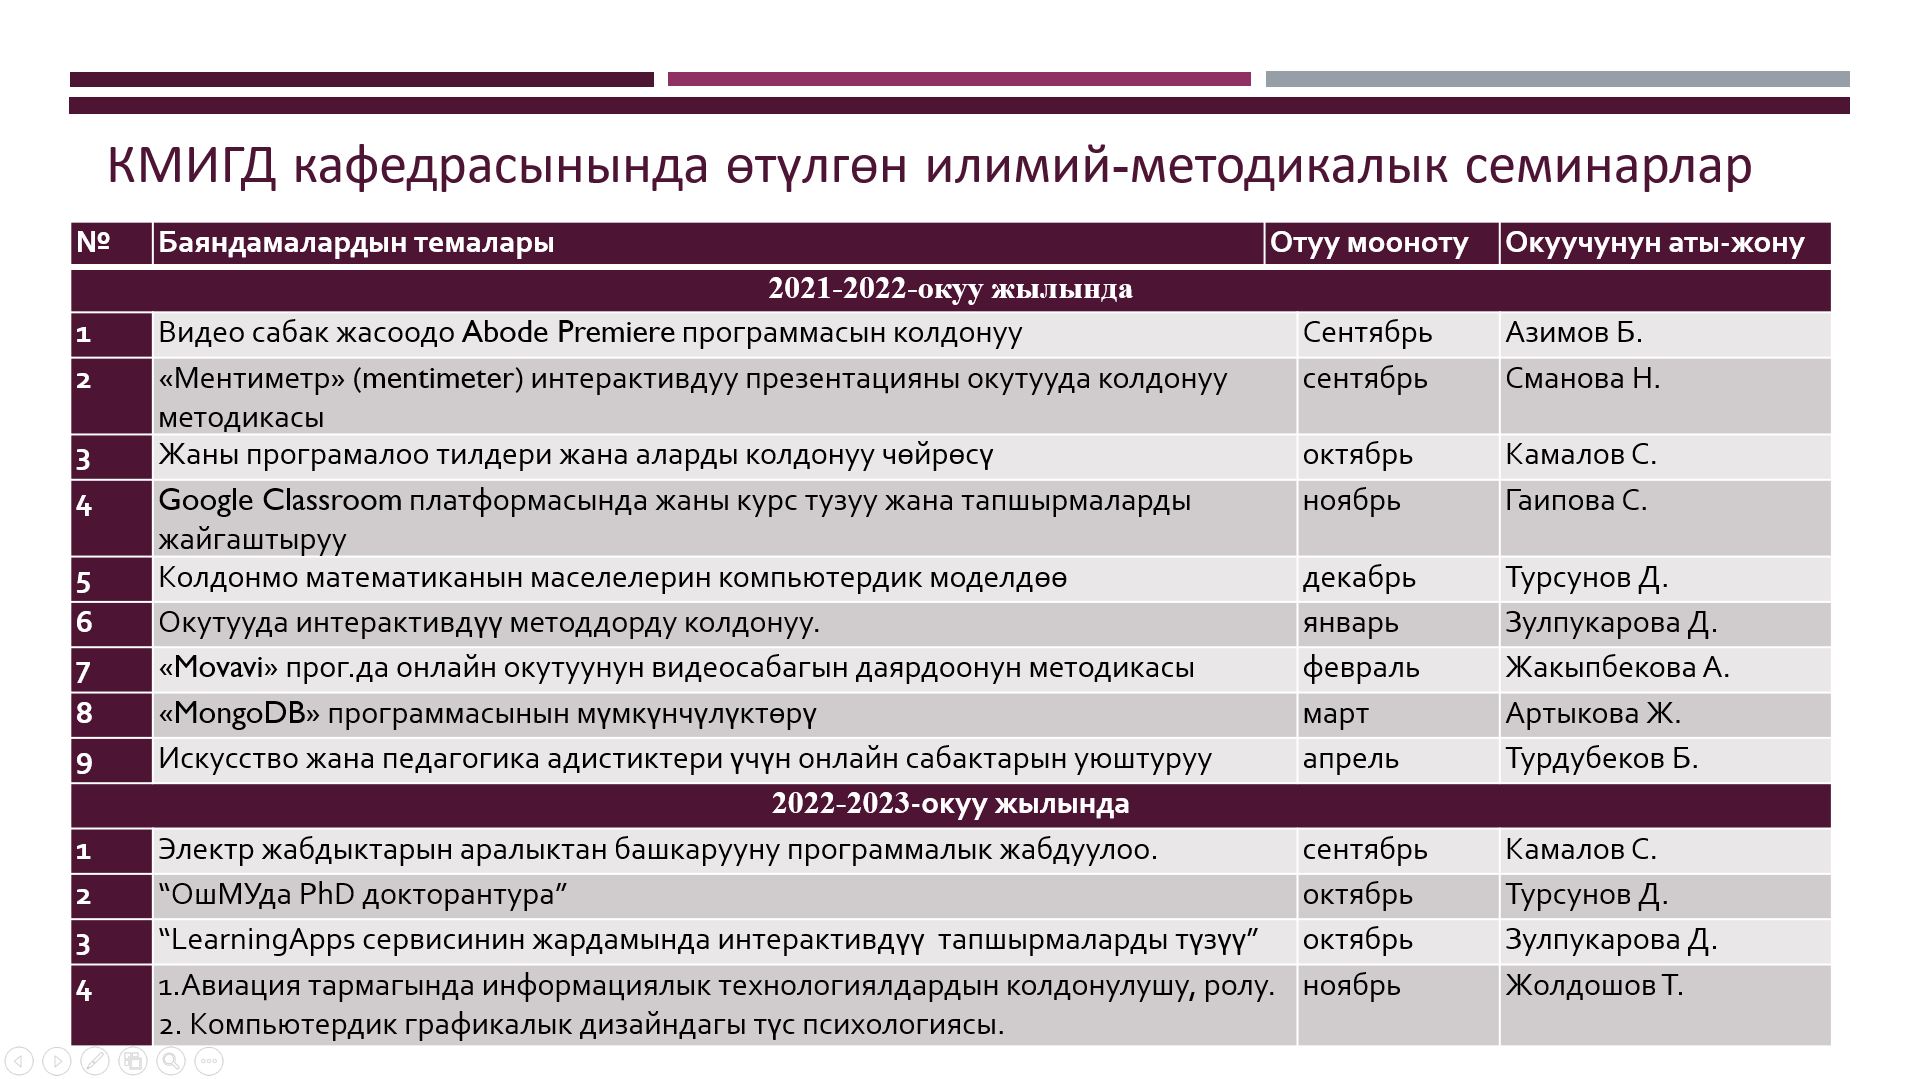 КМИГД кафедрасынында өтүлгөн илимий-методикалык семинарлар
№ Баяндамалардын темалары Отуу мооноту Окуучунун аты-жону
2021-2022-окуу жылында
1 Видео сабак жасоодо Abode Premiere программасын колдонуу Сентябрь Азимов Б.
2 «Ментиметр» (mentimeter) интерактивдуу презентацияны окутууда колдонуу сентябрь Сманова Н.
методикасы
3 Жаны програмалоо тилдери жана аларды колдонуу чөйрөсү октябрь Камалов С.
4 Google Classroom платформасында жаны курс тузуу жана тапшырмаларды ноябрь Гаипова С.
жайгаштыруу
5 Колдонмо математиканын маселелерин компьютердик моделдөө декабрь Турсунов Д.
6 Окутууда интерактивдүү методдорду колдонуу. январь Зулпукарова Д.
7 «Movavi» прог.да онлайн окутуунун видеосабагын даярдоонун методикасы февраль Жакыпбекова А.
8 «MongoDB» программасынын мүмкүнчүлүктөрү март Артыкова Ж.
9 Искусство жана педагогика адистиктери үчүн онлайн сабактарын уюштуруу апрель Турдубеков Б.
2022-2023-окуу жылында
1 Электр жабдыктарын аралыктан башкарууну программалык жабдуулоо. сентябрь Камалов С.
2 “ОшМУда PhD докторантура” октябрь Турсунов Д.
3 “LearningApps сервисинин жардамында интерактивдүү  тапшырмаларды түзүү” октябрь Зулпукарова Д.
4 1.Авиация тармагында информациялык технологиялдардын колдонулушу, ролу. ноябрь Жолдошов Т.
2. Компьютердик графикалык дизайндагы түс психологиясы.